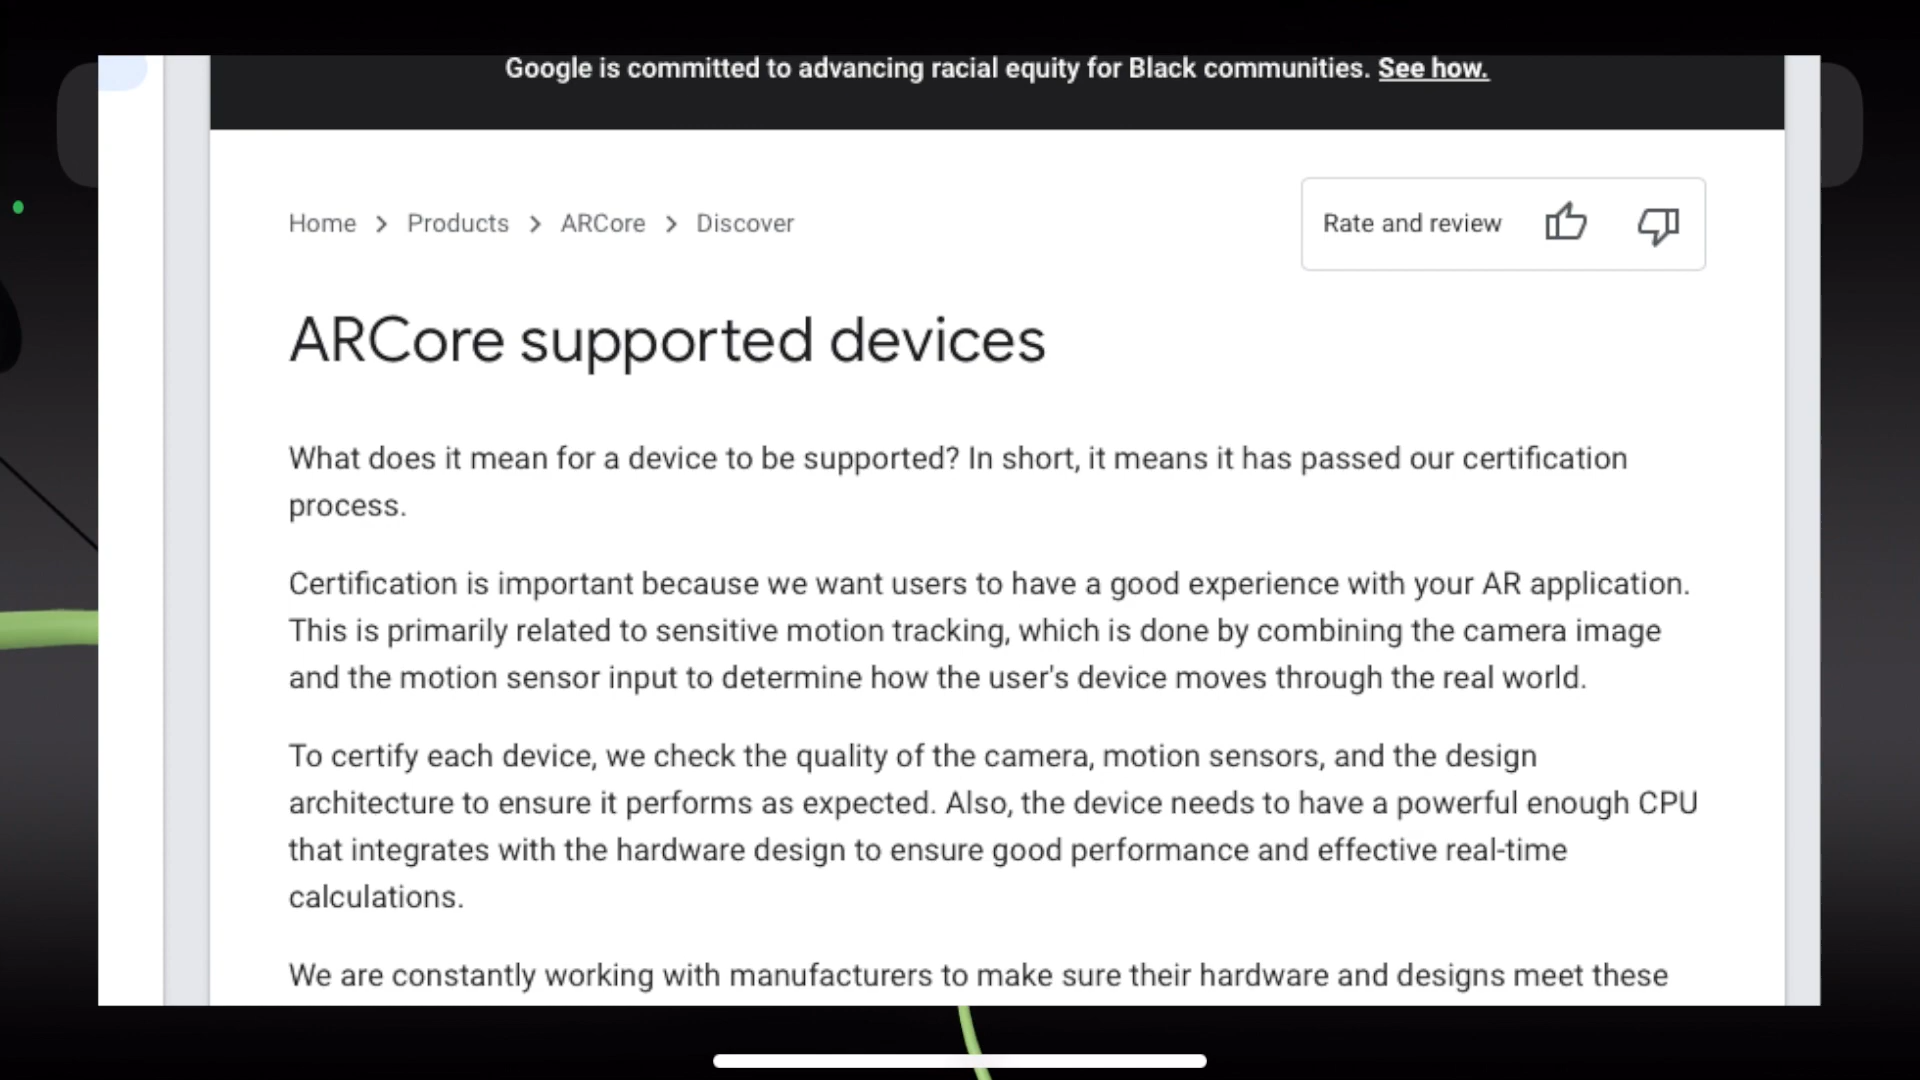 Google is committed to advancing racial equity for Black communities. See how.
Home > Products > ARCore > Discover
Rate and review
ARCore supported devices
What does it mean for a device to be supported? In short, it means it has passed our certification
process.
Certification is important because we want users to have a good experience with your AR application.
This is primarily related to sensitive motion tracking, which is done by combining the camera image
and the motion sensor input to determine how the user's device moves through the real world.
To certify each device, we check the quality of the camera, motion sensors, and the design
architecture to ensure it performs as expected. Also, the device needs to have a powerful enough CPU
that integrates with the hardware design to ensure good performance and effective real-time
calculations.
We are constantly working with manufacturers to make sure their hardware and designs meet these